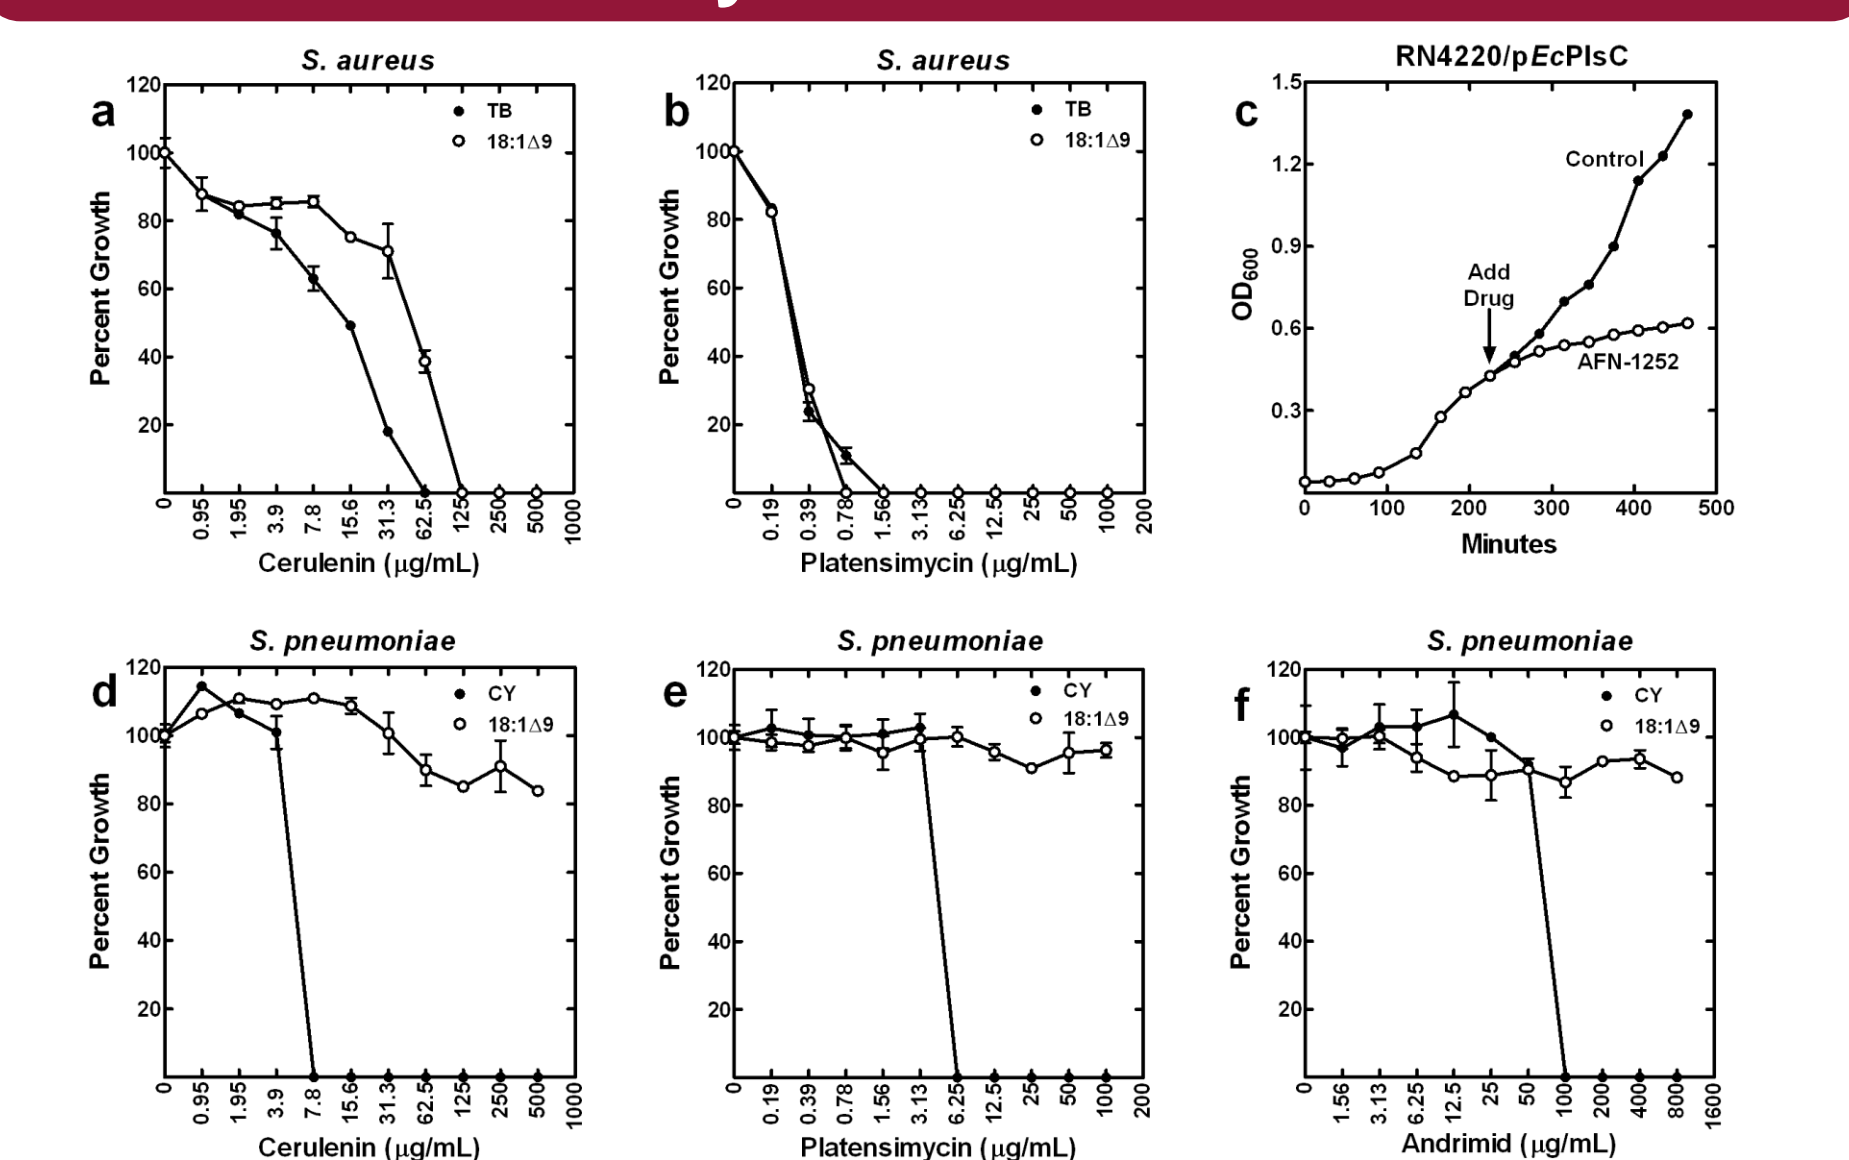 S. aureus
a
TB
18:1Δ9
120
100
80
60
40
20
Percent Growth
0 0.95 1.95 3.9 7.8 15.6 31.3 62.5 125 250 500 1000
Cerulenin (μg/mL)
S. aureus
b
TB
18:1Δ9
120
100
80
60
40
20
Percent Growth
0 0.19 0.39 0.78 1.56 3.13 6.25 12.5 25 50 100 200
Platensimycin (μg/mL)
RN4220/pEcPlsC
c
1.5
1.2
0.9
0.6
0.3
OD600
Control
Add
Drug
AFN-1252
0 100 200 300 400 500
Minutes
S. pneumoniae
d
CY
18:1Δ9
120
100
80
60
40
20
Percent Growth
0 0.95 1.95 3.9 7.8 15.6 31.3 62.5 125 250 500 1000
Cerulenin (μg/mL)
S. pneumoniae
e
CY
18:1Δ9
120
100
80
60
40
20
Percent Growth
0 0.19 0.39 0.78 1.56 3.13 6.25 12.5 25 50 100 200
Platensimycin (μg/mL)
S. pneumoniae
f
CY
18:1Δ9
120
100
80
60
40
20
Percent Growth
0 1.56 3.13 6.25 12.5 25 50 100 200 400 800 1600
Andrimid (μg/mL)